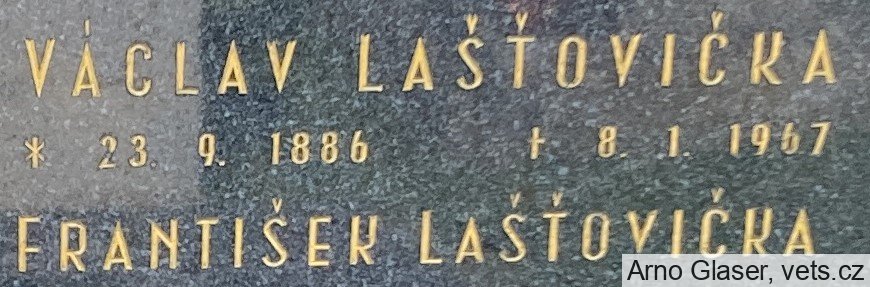 VÁCLAV LAŠŤOVIČKA
* 23. 9. 1886 † 8. 1. 1967
FRANTIŠEK LAŠŤOVIČKA
Arno Glaser, vets.cz